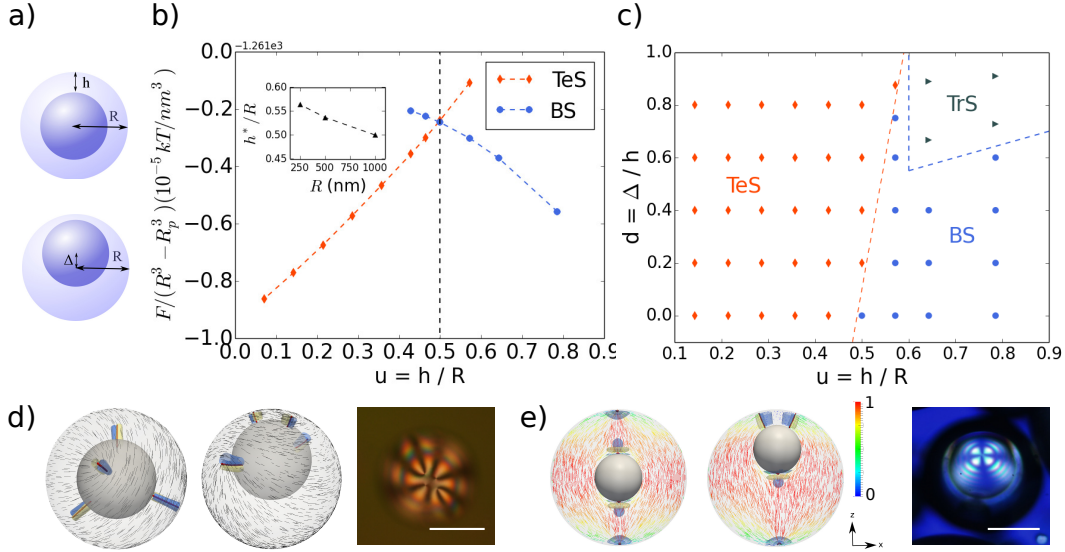 a)
h
R
Δ
R
b)
-1.261e3
0.0
−0.2
−0.4
−0.6
−0.8
−1.0
F/(R³ − Rp³)(10⁻⁵ kT/nm³)
0.0 0.1 0.2 0.3 0.4 0.5 0.6 0.7 0.8 0.9
u = h / R
TeS
BS
0.60
0.55
0.50
0.45
h*/R
250 500 750 1000
R (nm)
c)
1.0
0.8
0.6
0.4
0.2
0.0
d = Δ / h
TeS
TrS
BS
0.1 0.2 0.3 0.4 0.5 0.6 0.7 0.8 0.9
u = h / R
d)
e)
1
0
z
x